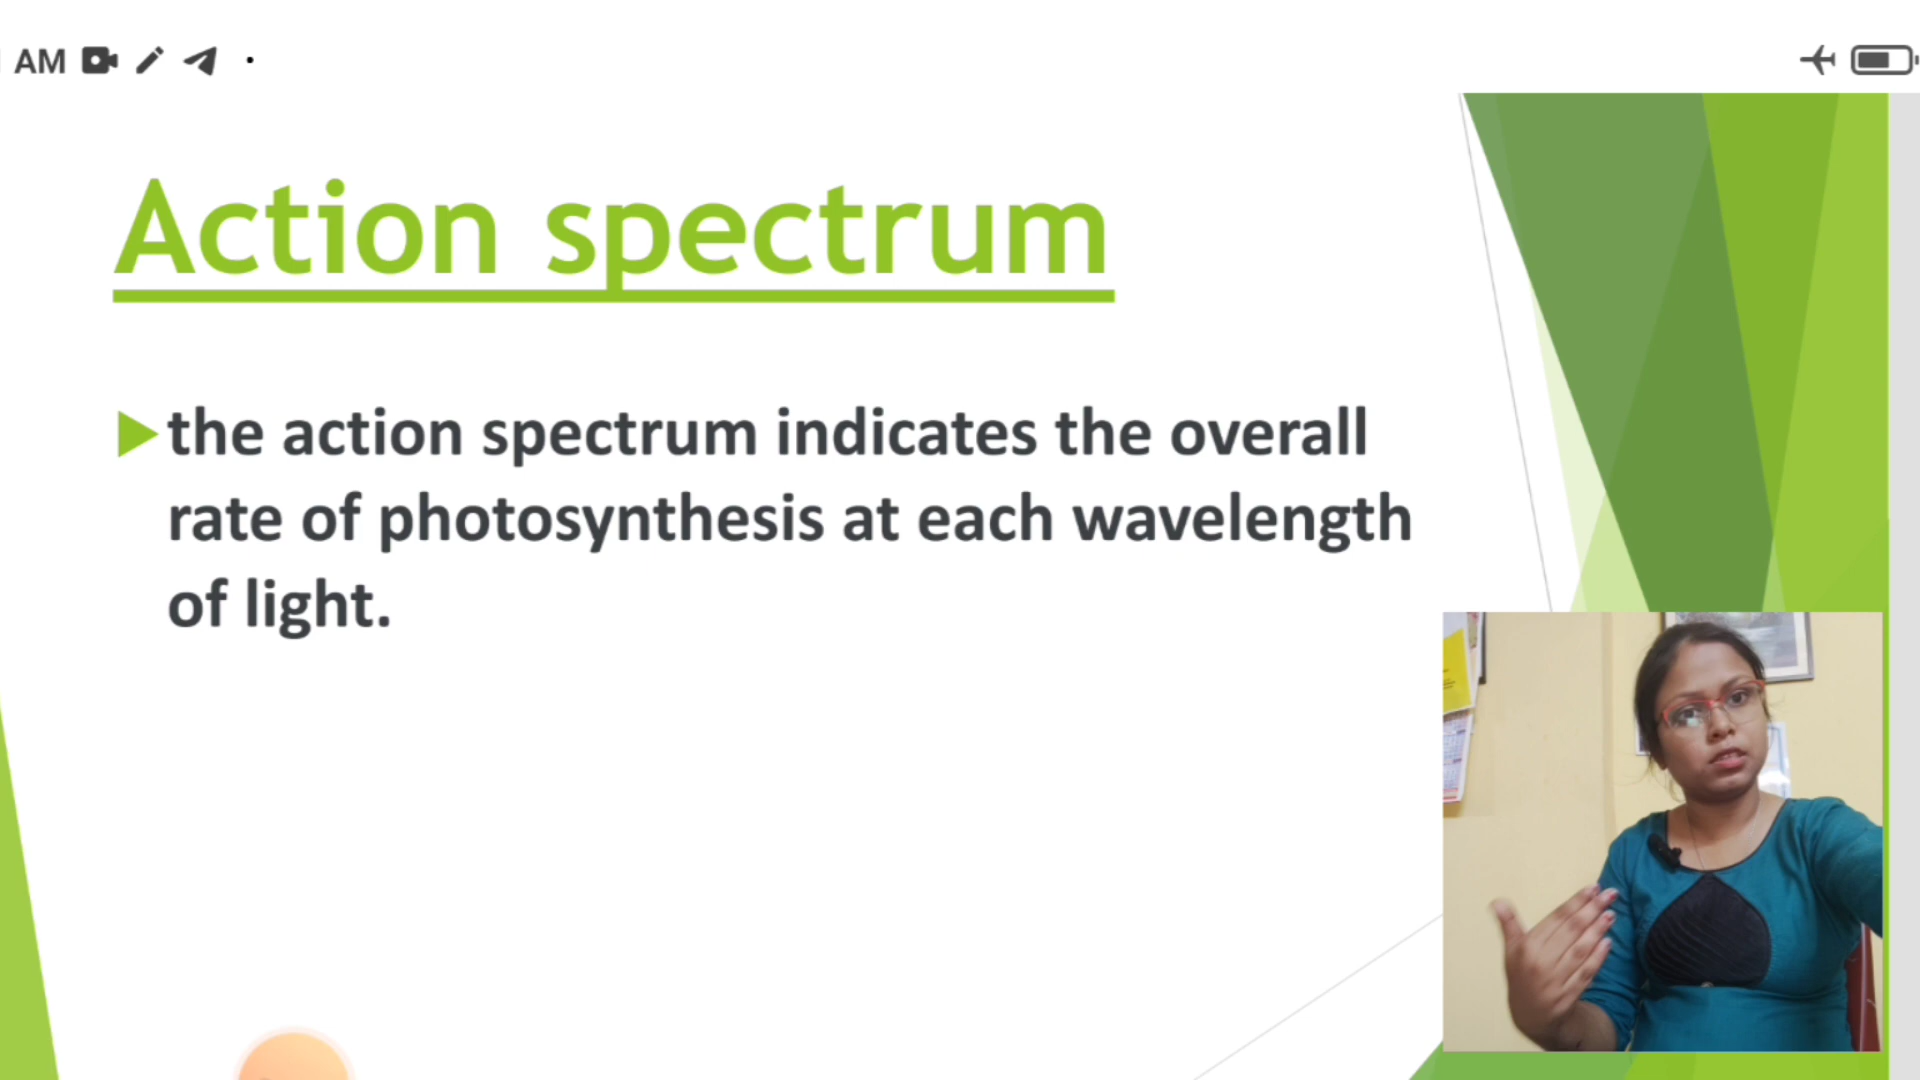 AM
Action spectrum
the action spectrum indicates the overall
rate of photosynthesis at each wavelength
of light.